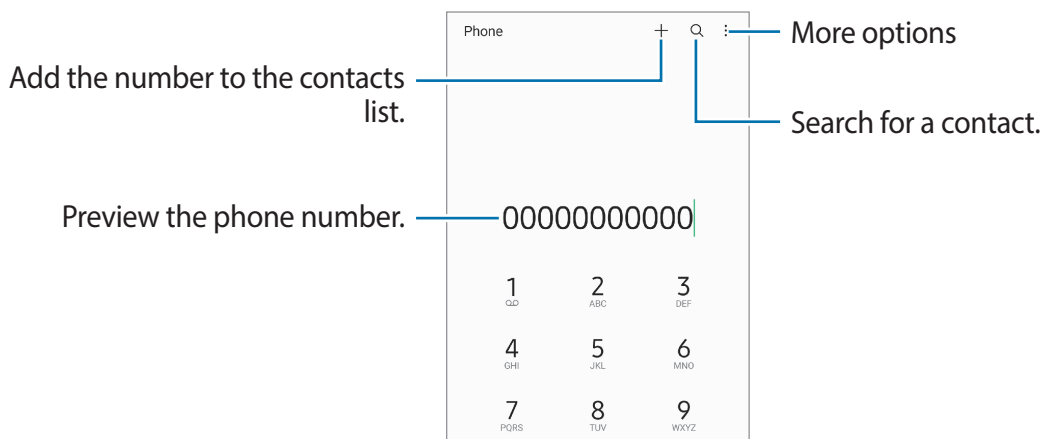 Phone
More options
Add the number to the contacts
list.
Search for a contact.
Preview the phone number.
00000000000
1 2 3
ABC DEF
4 5 6
GHI JKL MNO
7 8 9
PQRS TUV WXYZ